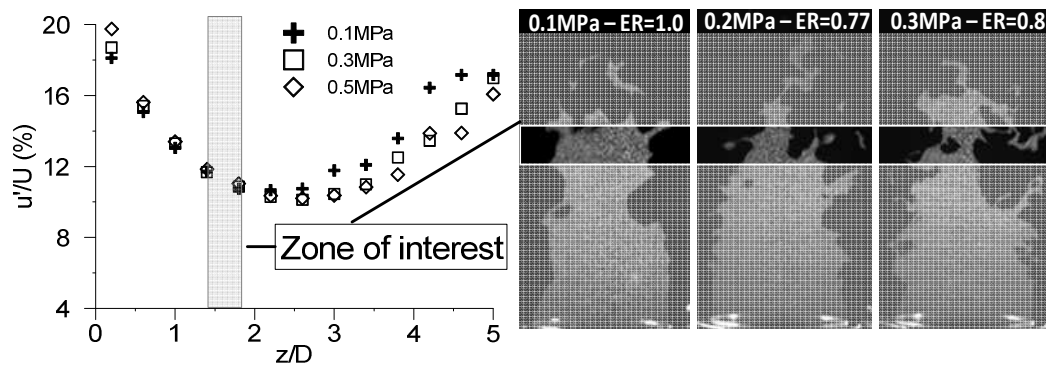 u'/U (%)
20
16
12
8
4
0
1
2
3
4
5
z/D
0.1MPa
0.3MPa
0.5MPa
Zone of interest
0.1MPa – ER=1.0
0.2MPa – ER=0.77
0.3MPa – ER=0.8